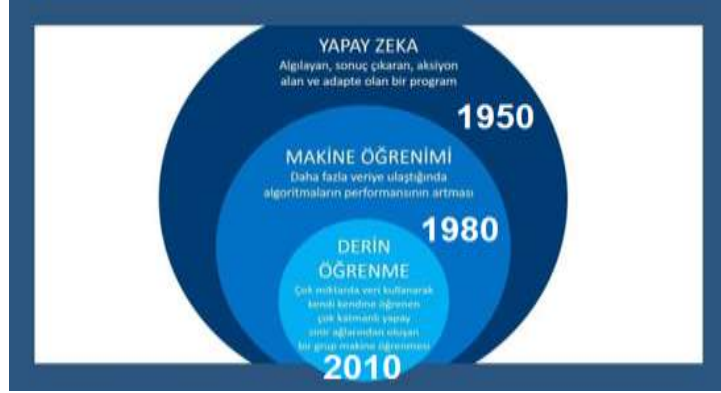 YAPAY ZEKA
Algılayan, sonuç çıkaran, aksiyon
alan ve adapte olan bir program
1950
MAKİNE ÖĞRENİMİ
Daha fazla veriye ulaştığında
algoritmaların performansının artması
1980
DERİN
ÖĞRENME
Çok miktarda veri kullanarak
kendi kendine öğrenen
çok katmanlı yapay
sinir ağlarından oluşan
bir grup makine öğrenmesi
2010